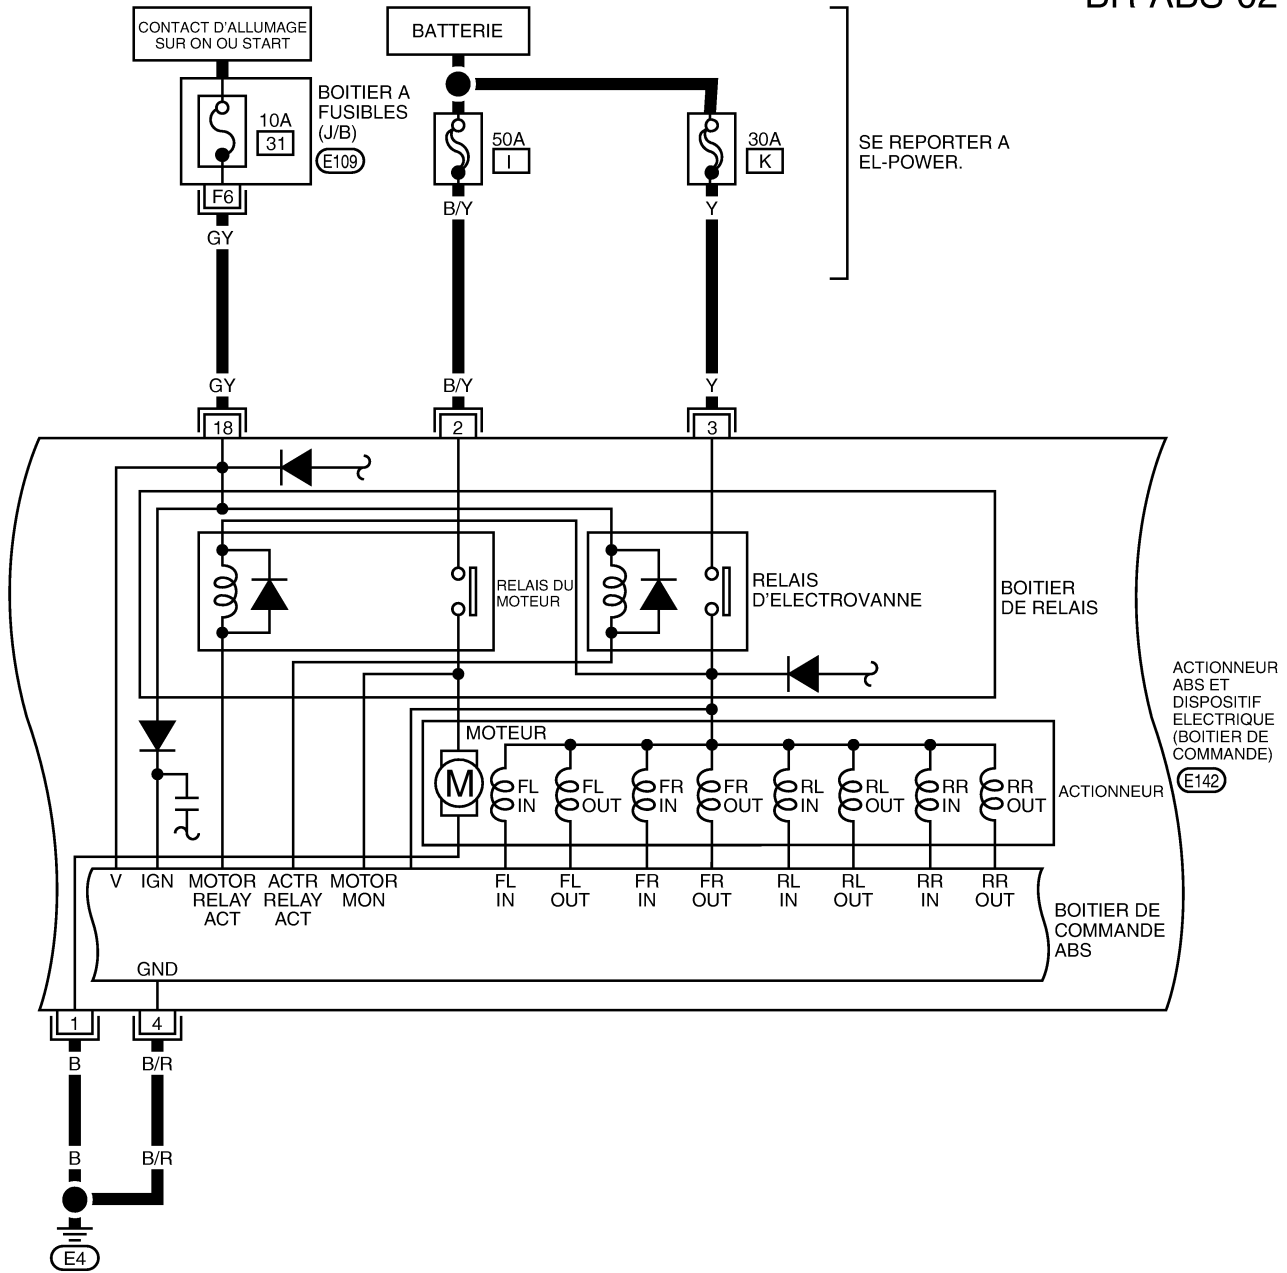 BR-ABS-02
CONTACT D'ALLUMAGE
SUR ON OU START
BATTERIE
BOITIER A
FUSIBLES
(J/B)
E109
10A
31
50A
I
30A
K
SE REPORTER A
EL-POWER.
F6
GY
B/Y
Y
GY
B/Y
Y
18
2
3
RELAIS DU
MOTEUR
RELAIS
D'ELECTROVANNE
BOITIER
DE RELAIS
ACTIONNEUR
ABS ET
DISPOSITIF
ELECTRIQUE
(BOITIER DE
COMMANDE)
E142
MOTEUR
M
FL
IN
FL
OUT
FR
IN
FR
OUT
RL
IN
RL
OUT
RR
IN
RR
OUT
ACTIONNEUR
V
IGN
MOTOR
RELAY
ACT
ACTR
RELAY
ACT
MOTOR
MON
FL
IN
FL
OUT
FR
IN
FR
OUT
RL
IN
RL
OUT
RR
IN
RR
OUT
BOITIER DE
COMMANDE
ABS
GND
1
4
B
B/R
B
B/R
E4